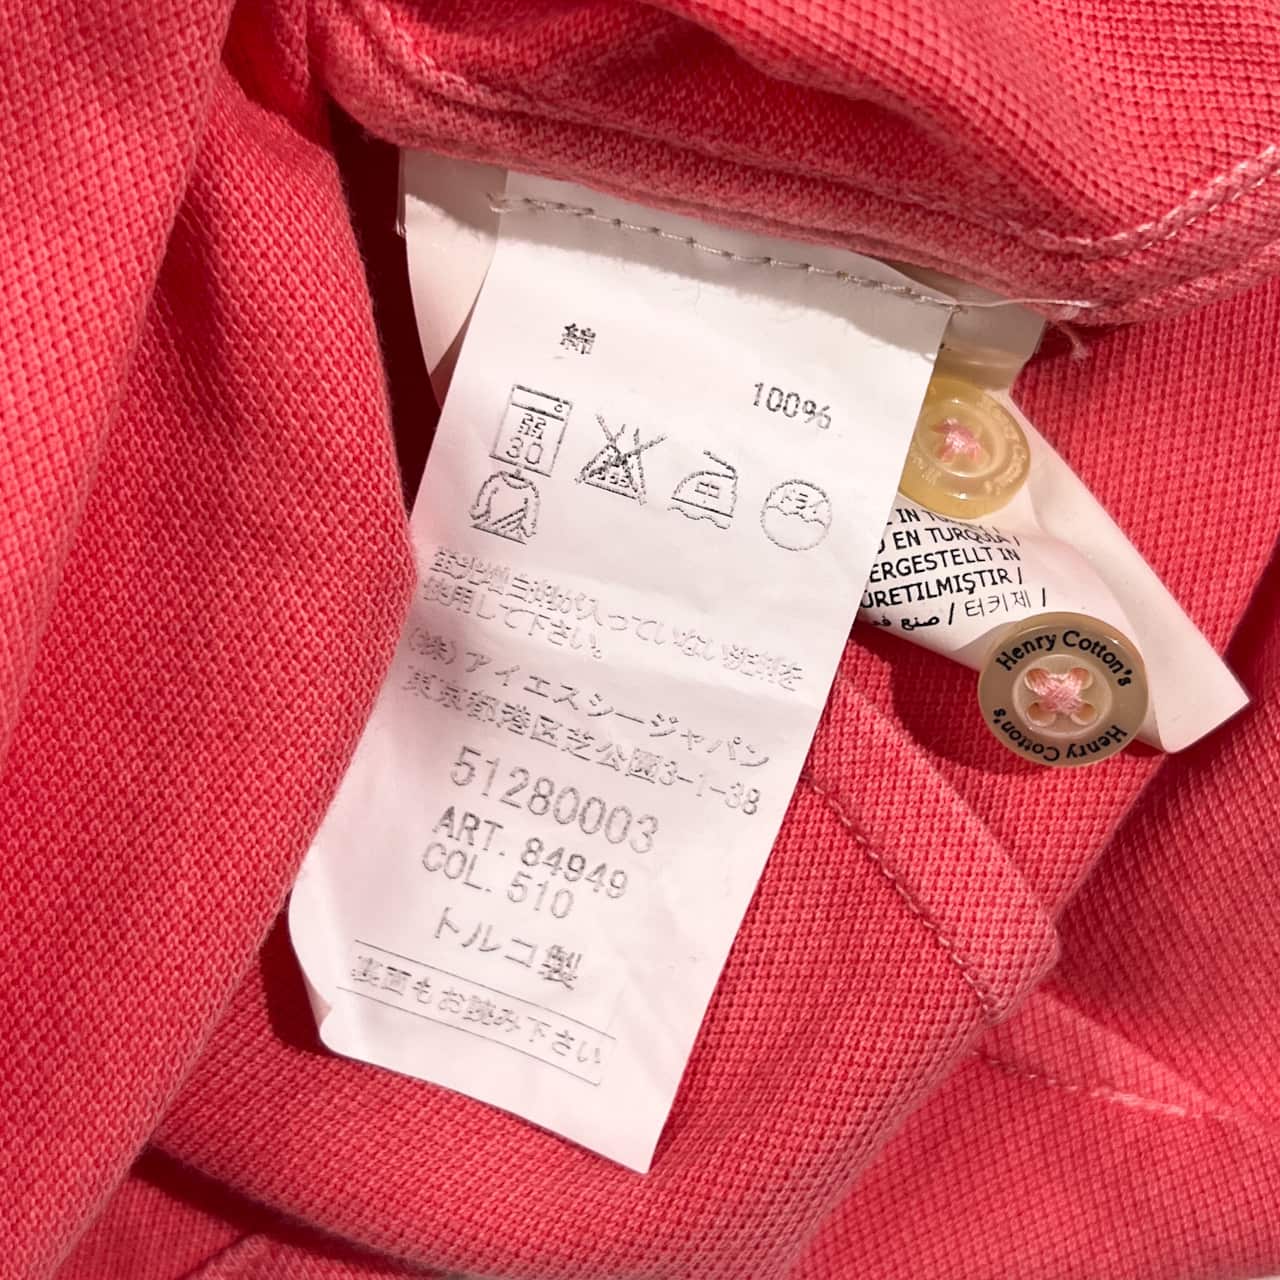 綿
100%
弱
30
中
ドライ
蛍光増白剤が入っていない洗剤を
使用して下さい。
(株)アイエスシージャパン
東京都港区芝公園3-1-38
51280003
ART. 84949
COL. 510
トルコ製
裏面もお読み下さい
IN
EN TURQUIA /
ERGESTELLT IN
ÜRETILMIŞTIR /
صنع في / 터키제 /
Henry Cotton's
Henry Cotton's